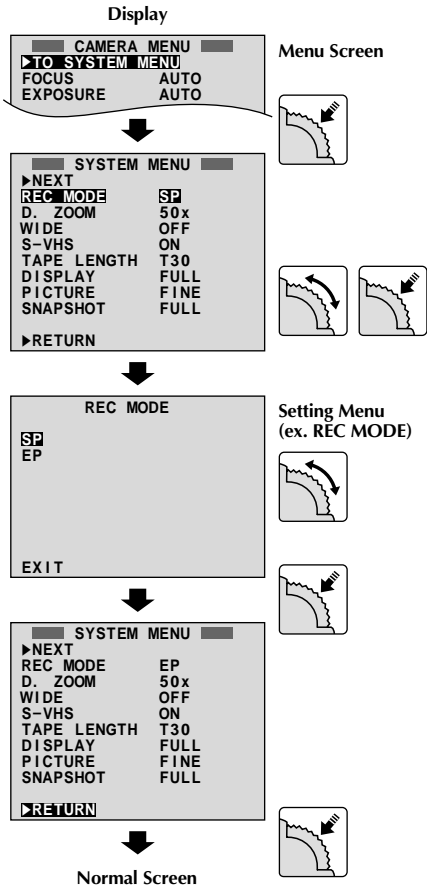 Display
CAMERA MENU
▶TO SYSTEM MENU
FOCUS AUTO
EXPOSURE AUTO
Menu Screen
SYSTEM MENU
▶NEXT
REC MODE SP
D. ZOOM 50x
WIDE OFF
S-VHS ON
TAPE LENGTH T30
DISPLAY FULL
PICTURE FINE
SNAPSHOT FULL
▶RETURN
REC MODE
SP
EP
EXIT
Setting Menu
(ex. REC MODE)
SYSTEM MENU
▶NEXT
REC MODE EP
D. ZOOM 50x
WIDE OFF
S-VHS ON
TAPE LENGTH T30
DISPLAY FULL
PICTURE FINE
SNAPSHOT FULL
▶RETURN
Normal Screen